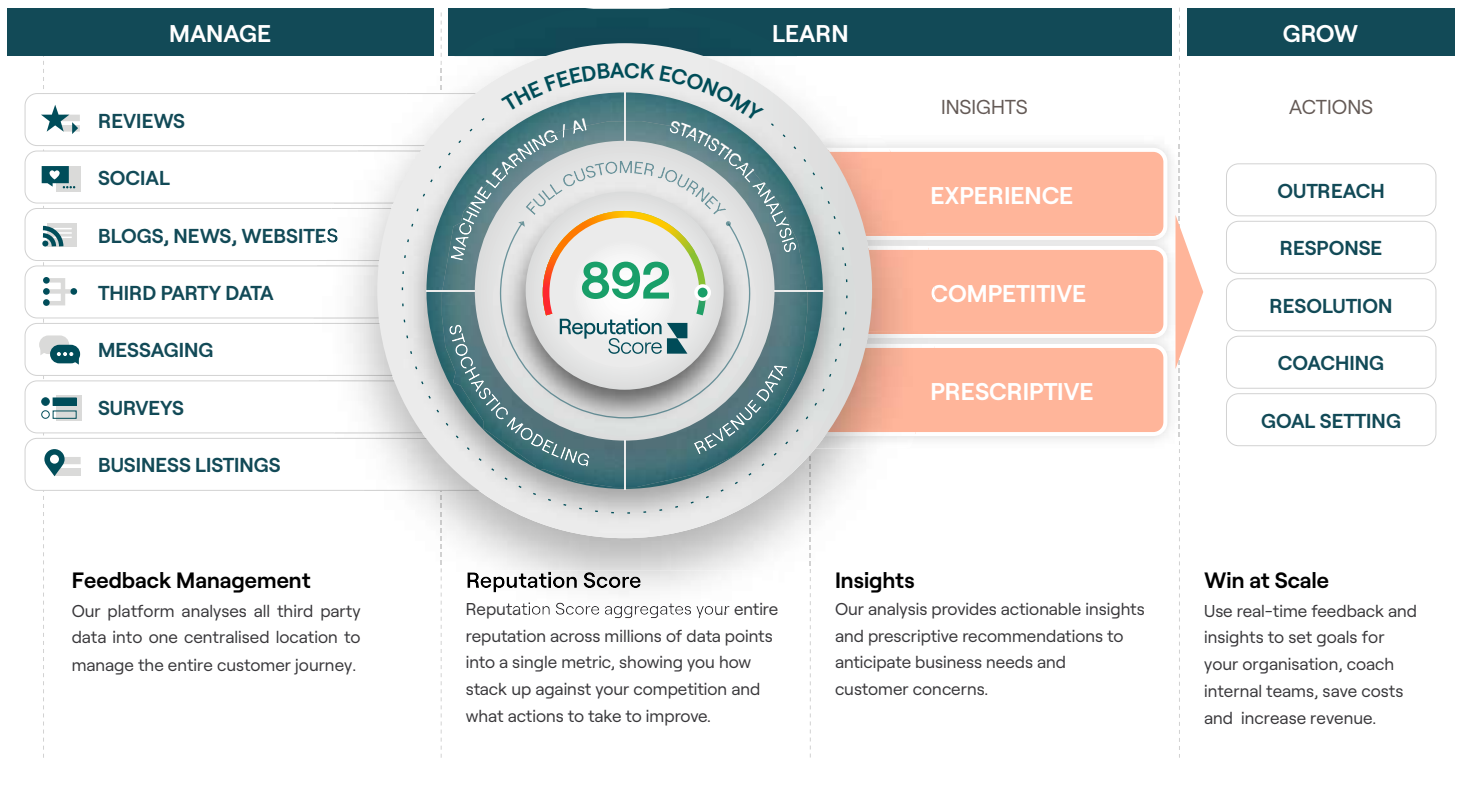 MANAGE
LEARN
GROW
REVIEWS
SOCIAL
BLOGS, NEWS, WEBSITES
THIRD PARTY DATA
MESSAGING
SURVEYS
BUSINESS LISTINGS
THE FEEDBACK ECONOMY
MACHINE LEARNING / AI
STATISTICAL ANALYSIS
STOCHASTIC MODELING
REVENUE DATA
FULL CUSTOMER JOURNEY
892
Reputation
Score
INSIGHTS
EXPERIENCE
COMPETITIVE
PRESCRIPTIVE
ACTIONS
OUTREACH
RESPONSE
RESOLUTION
COACHING
GOAL SETTING
Feedback Management
Our platform analyses all third party
data into one centralised location to
manage the entire customer journey.
Reputation Score
Reputation Score aggregates your entire
reputation across millions of data points
into a single metric, showing you how
stack up against your competition and
what actions to take to improve.
Insights
Our analysis provides actionable insights
and prescriptive recommendations to
anticipate business needs and
customer concerns.
Win at Scale
Use real-time feedback and
insights to set goals for
your organisation, coach
internal teams, save costs
and increase revenue.